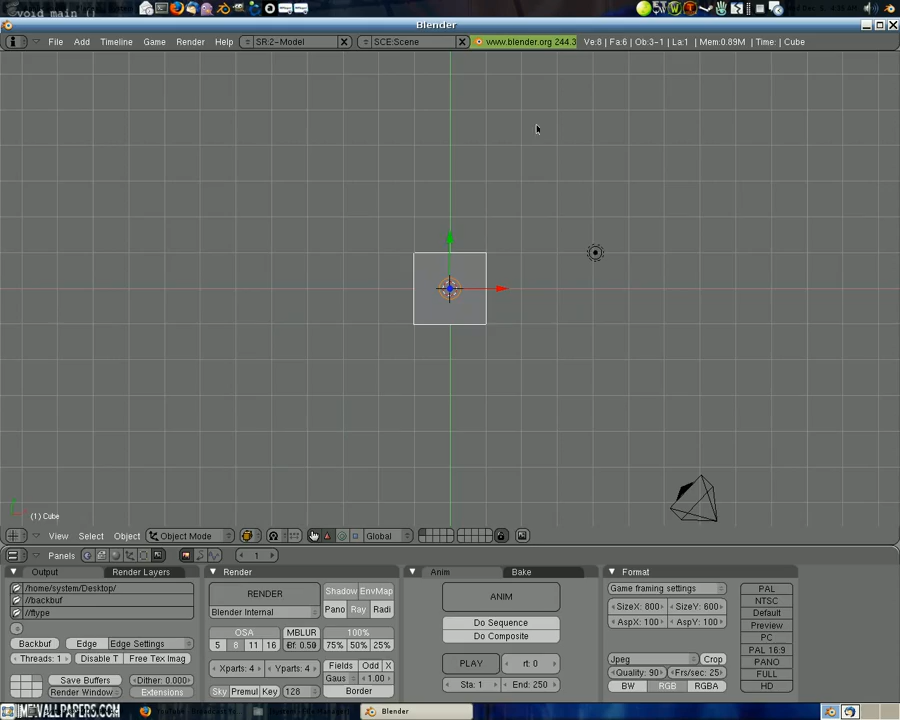 void main ()
Blender
File Add Timeline Game Render Help SR:2-Model SCE:Scene www.blender.org 244.3 Ve:8 | Fa:6 | Ob:3-1 | La:1 | Mem:0.89M | Time: | Cube
(1) Cube
View Select Object Object Mode Global
Panels 1
Output Render Layers Render Anim Bake Format
/home/system/Desktop/
//backbuf
//ftype
Backbuf Edge Edge Settings
Threads: 1 Disable T Free Tex Imag
Save Buffers Dither: 0.000
Render Window Extensions
RENDER
Blender Internal
Shadow EnvMap
Pano Ray Radi
OSA MBLUR 100%
5 8 11 16 Bf: 0.50 75% 50% 25%
Xparts: 4 Yparts: 4 Fields Odd X
Gaus 1.00
Sky Premul Key 128 Border
ANIM
Do Sequence
Do Composite
PLAY rt: 0
Sta: 1 End: 250
Game framing settings
SizeX: 800 SizeY: 600
AspX: 100 AspY: 100
Jpeg Crop
Quality: 90 Frs/sec: 25
BW RGB RGBA
PAL
NTSC
Default
Preview
PC
PAL 16:9
PANO
FULL
HD
Blender